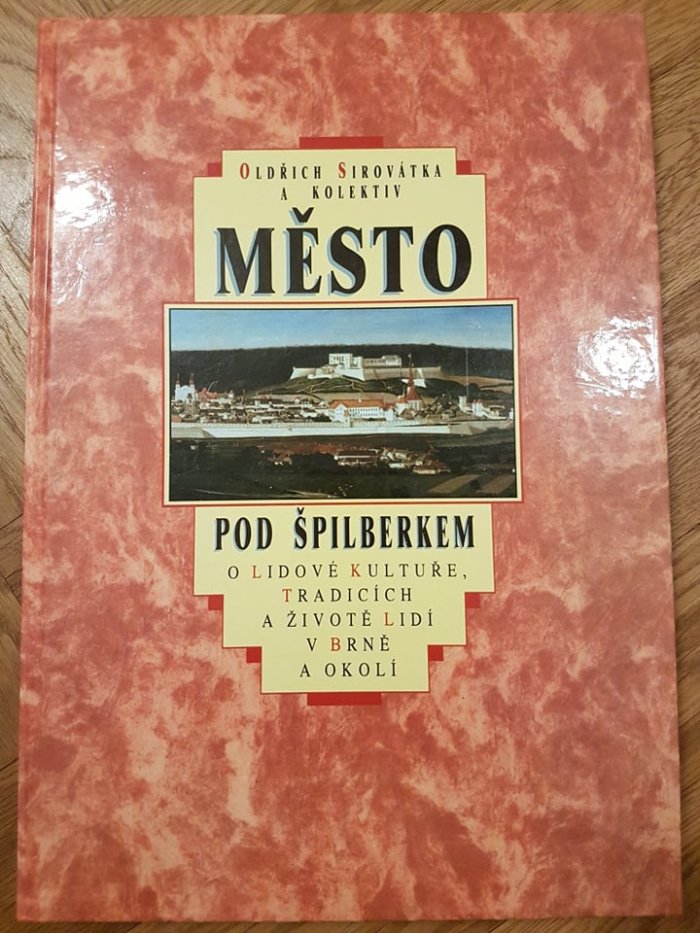 OLDŘICH SIROVÁTKA
A KOLEKTIV
MĚSTO
POD ŠPILBERKEM
O LIDOVÉ KULTUŘE,
TRADICÍCH
A ŽIVOTĚ LIDÍ
V BRNĚ
A OKOLÍ